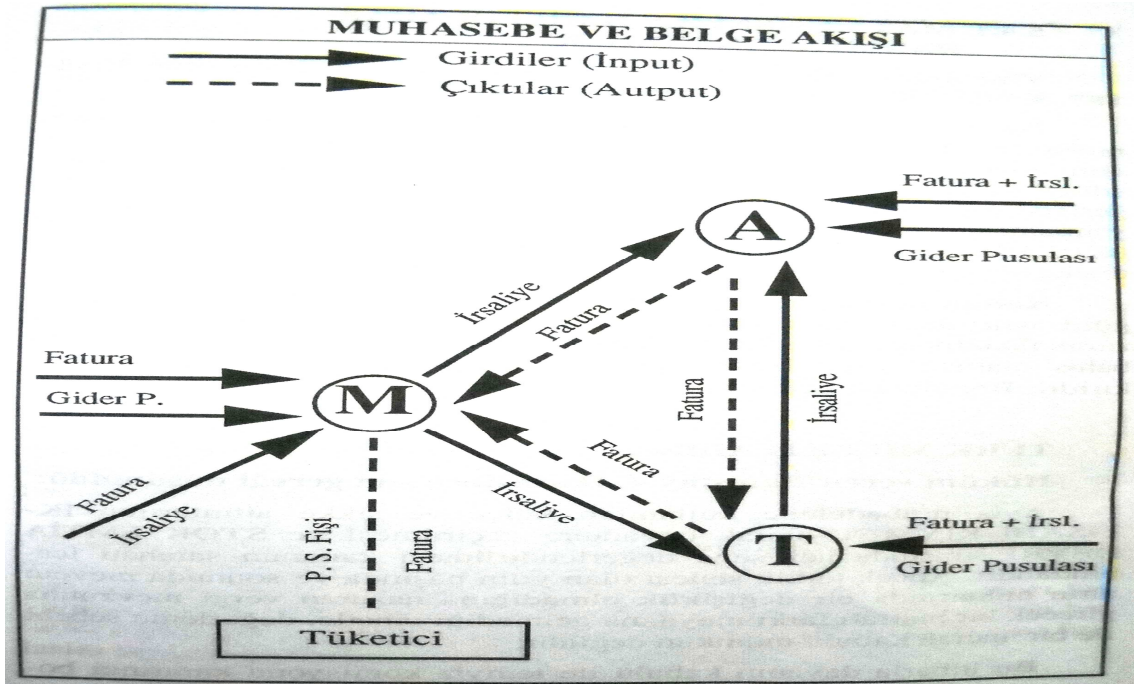 MUHASEBE VE BELGE AKIŞI
Girdiler (İnput)
Çıktılar (Autput)
Fatura + İrsl.
A
Gider Pusulası
İrsaliye
Fatura
Fatura
Gider P.
M
Fatura
İrsaliye
Fatura
İrsaliye
Fatura
İrsaliye
P. S. Fişi
Fatura
T
Fatura + İrsl.
Gider Pusulası
Tüketici